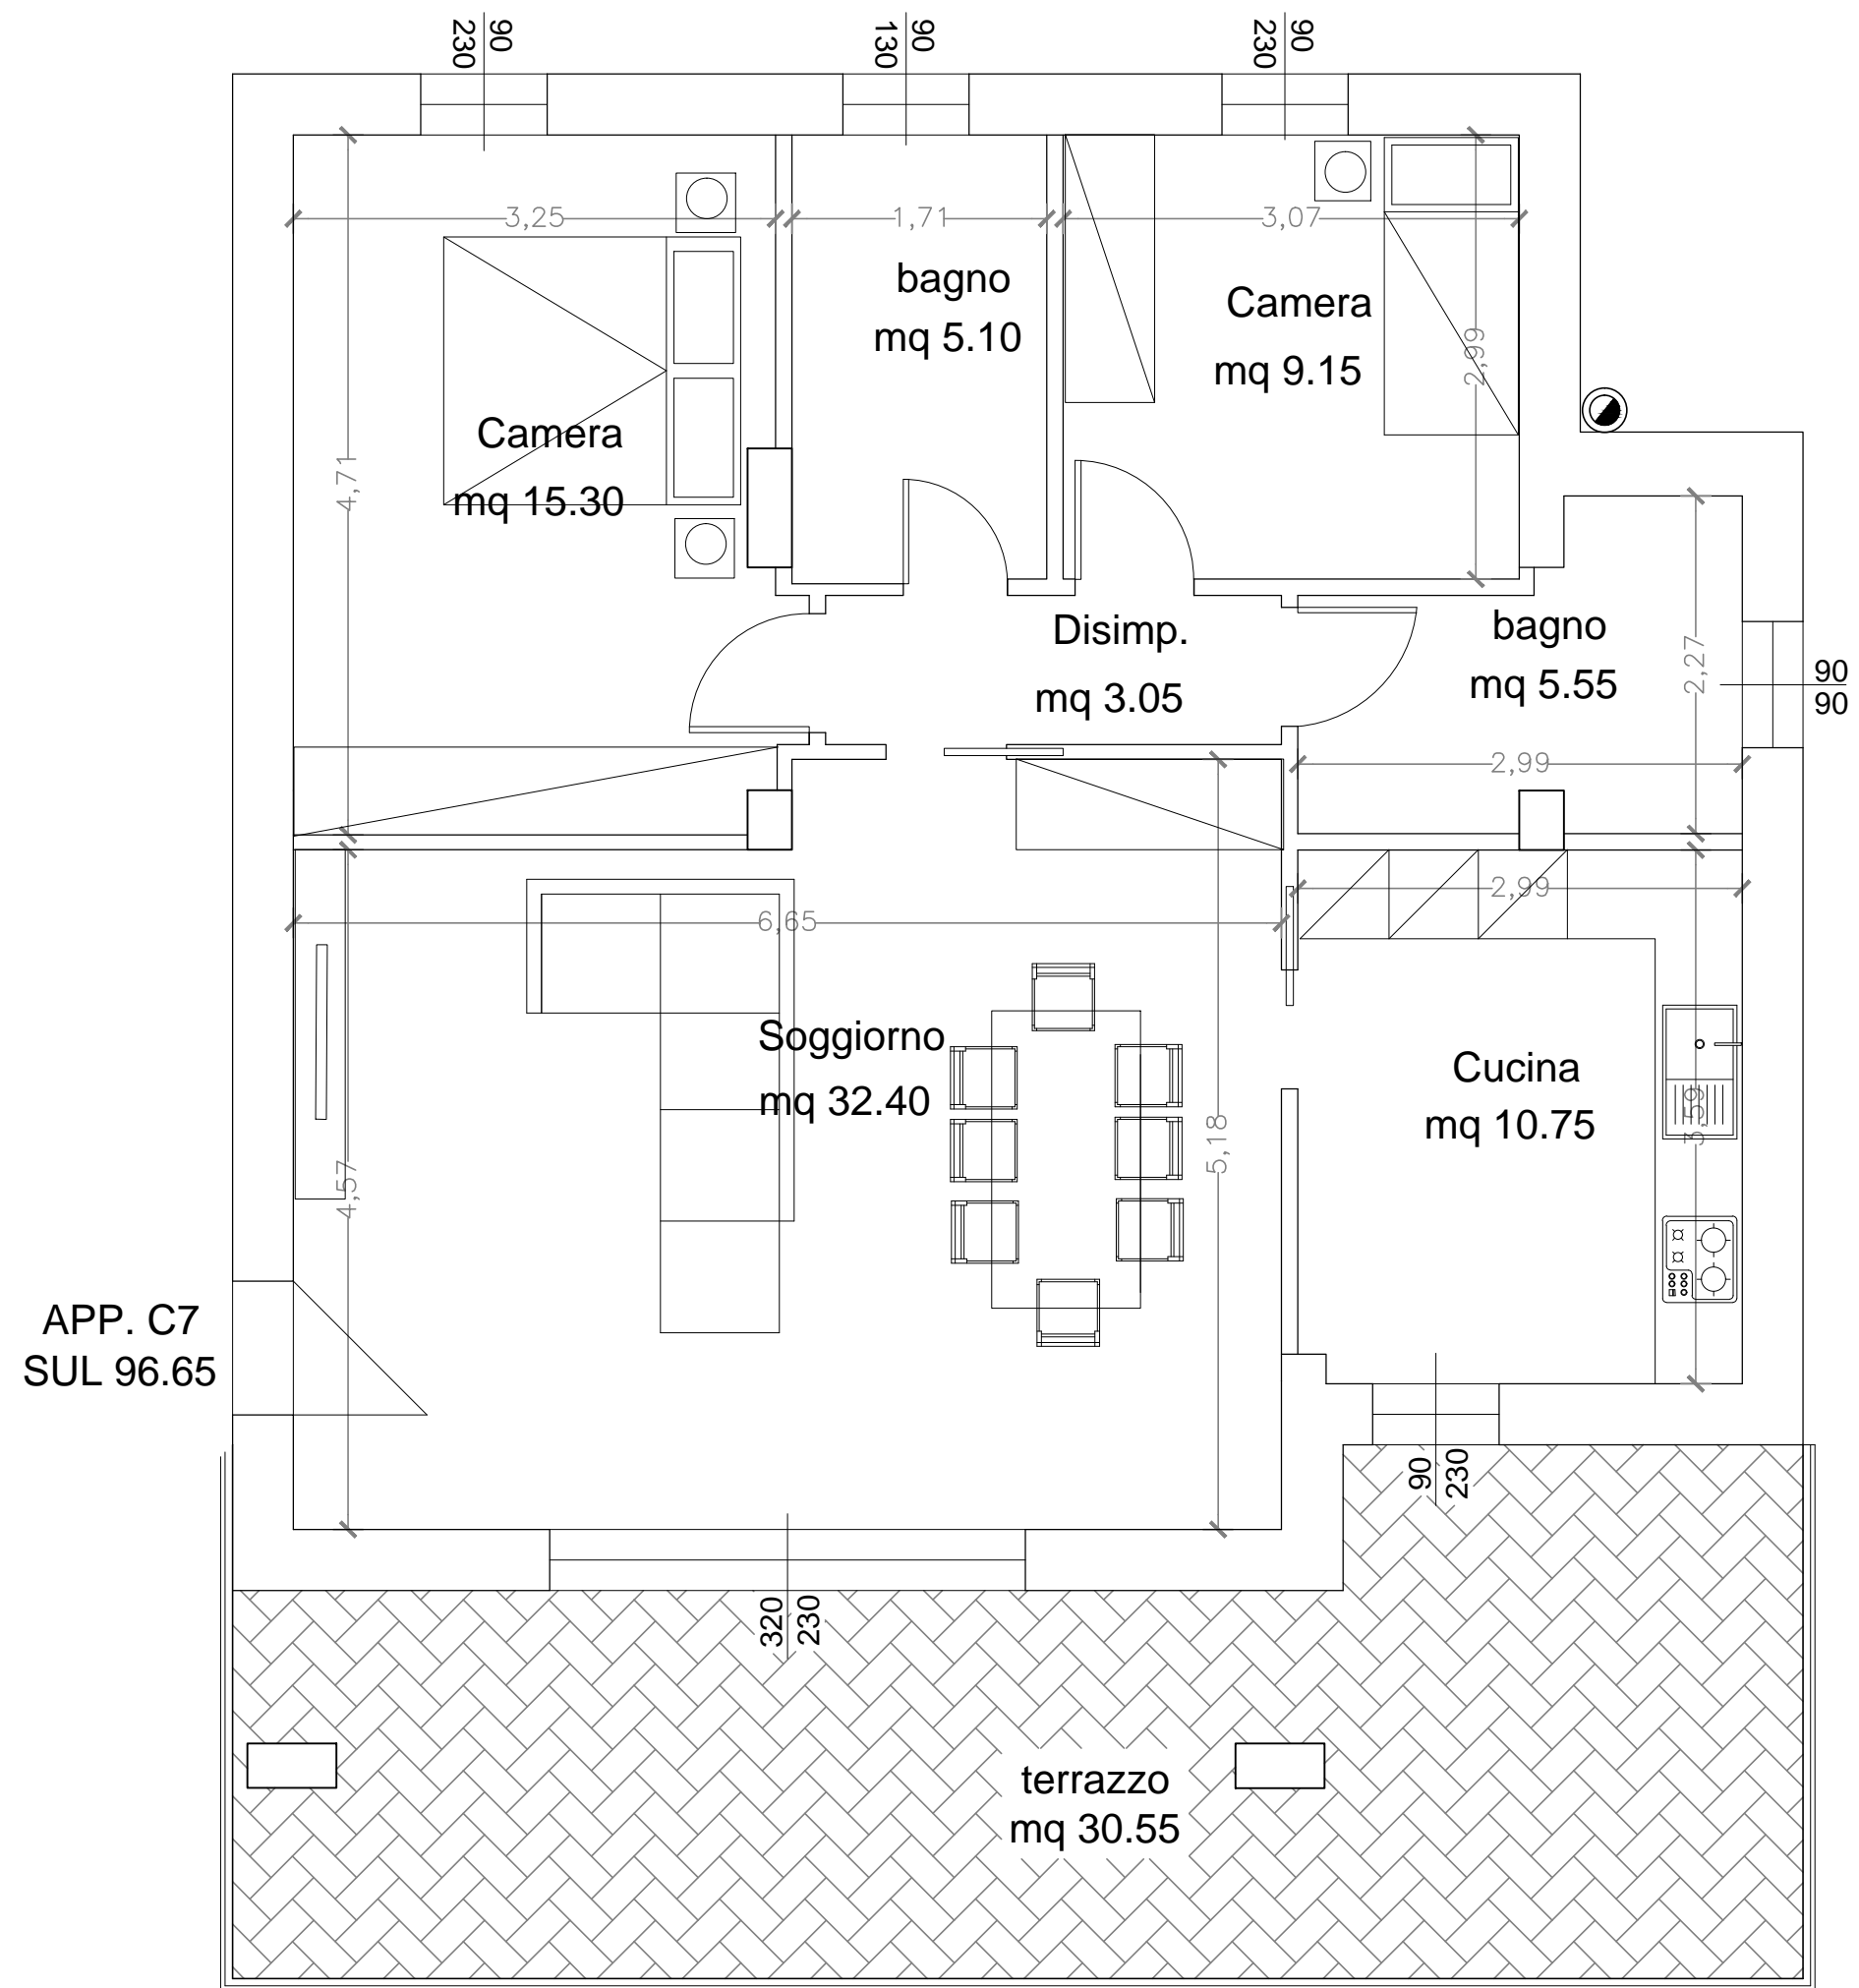 90
230
90
130
90
230
3,25
1,71
3,07
bagno
mq 5.10
Camera
mq 9.15
2,99
Camera
mq 15.30
4,71
Disimp.
mq 3.05
bagno
mq 5.55
2,27
90
90
2,99
2,99
6,65
Soggiorno
mq 32.40
Cucina
mq 10.75
3,59
5,18
4,57
APP. C7
SUL 96.65
90
230
320
230
terrazzo
mq 30.55